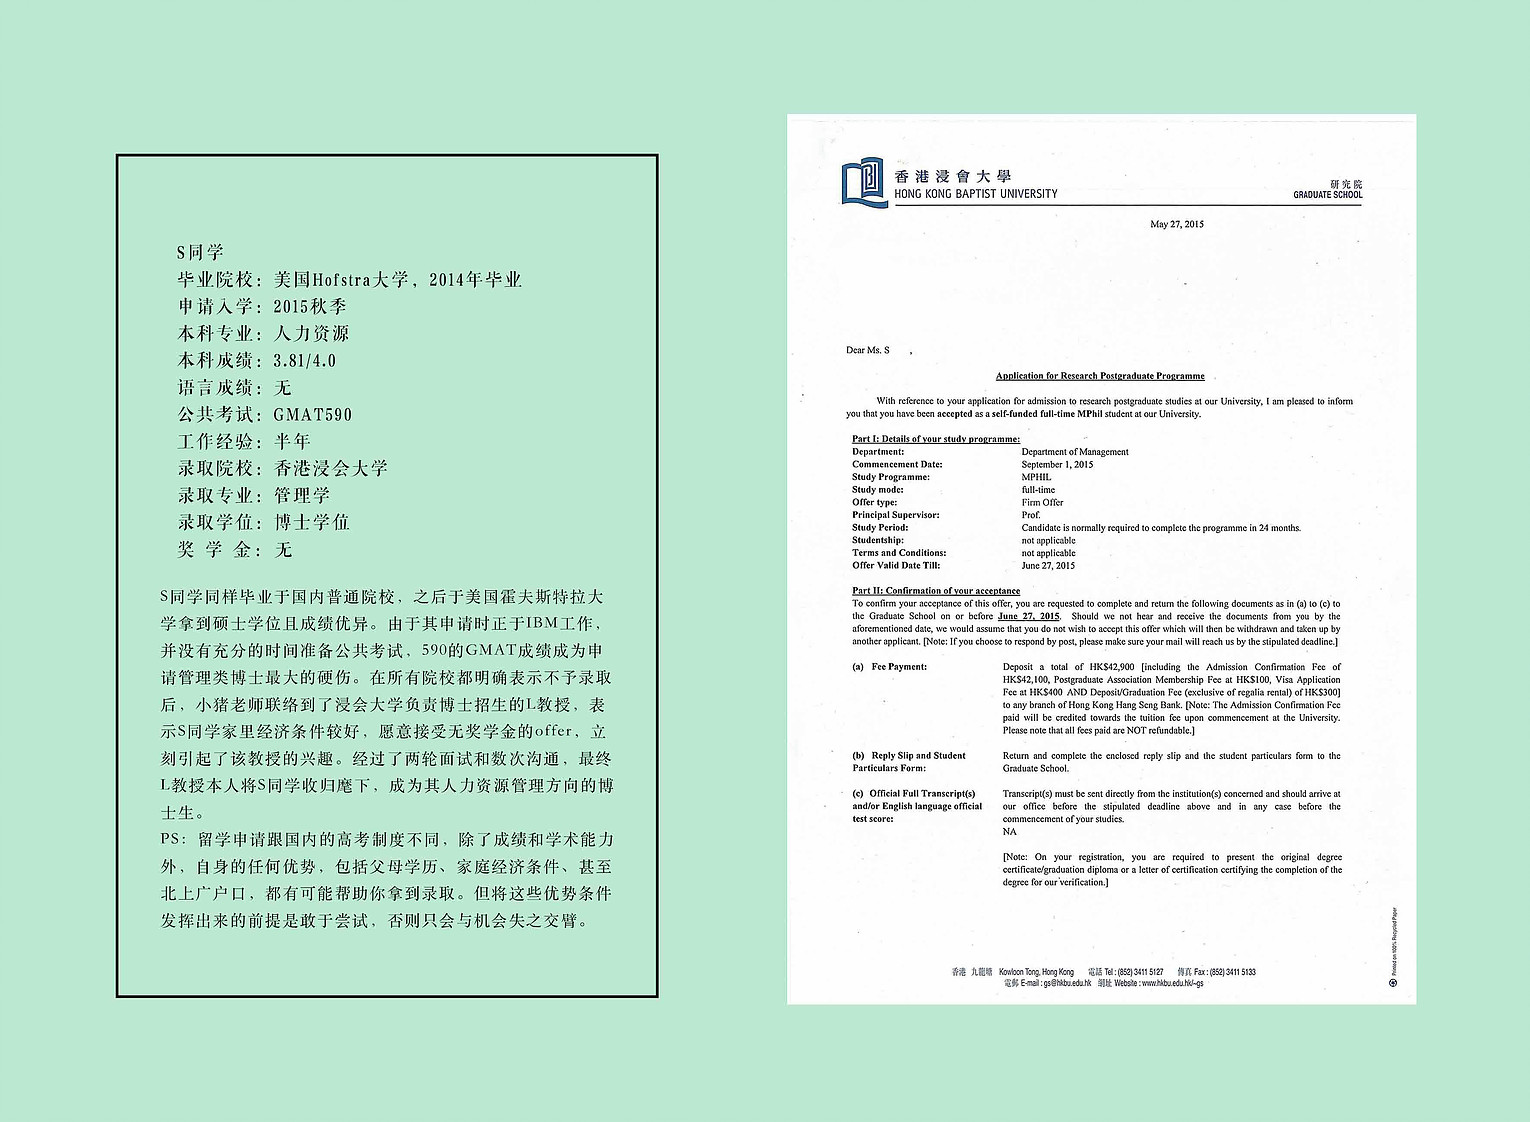 S同学
毕业院校：美国Hofstra大学，2014年毕业
申请入学：2015秋季
本科专业：人力资源
本科成绩：3.81/4.0
语言成绩：无
公共考试：GMAT590
工作经验：半年
录取院校：香港浸会大学
录取专业：管理学
录取学位：博士学位
奖 学 金：无
S同学同样毕业于国内普通院校，之后于美国霍夫斯特拉大
学拿到硕士学位且成绩优异。由于其申请时正于IBM工作，
并没有充分的时间准备公共考试，590的GMAT成绩成为申
请管理类博士最大的硬伤。在所有院校都明确表示不予录取
后，小猪老师联络到了浸会大学负责博士招生的L教授，表
示S同学家里经济条件较好，愿意接受无奖学金的offer，立
刻引起了该教授的兴趣。经过了两轮面试和数次沟通，最终
L教授本人将S同学收归麾下，成为其人力资源管理方向的博
士生。
PS：留学申请跟国内的高考制度不同，除了成绩和学术能力
外，自身的任何优势，包括父母学历、家庭经济条件、甚至
北上广户口，都有可能帮助你拿到录取。但将这些优势条件
发挥出来的前提是敢于尝试，否则只会与机会失之交臂。
香港浸會大學
HONG KONG BAPTIST UNIVERSITY
研究院
GRADUATE SCHOOL
May 27, 2015
Dear Ms. S ,
Application for Research Postgraduate Programme
With reference to your application for admission to research postgraduate studies at our University, I am pleased to inform
you that you have been accepted as a self-funded full-time MPhil student at our University.
Part I: Details of your study programme:
Department: Department of Management
Commencement Date: September 1, 2015
Study Programme: MPHIL
Study mode: full-time
Offer type: Firm Offer
Principal Supervisor: Prof.
Study Period: Candidate is normally required to complete the programme in 24 months.
Studentship: not applicable
Terms and Conditions: not applicable
Offer Valid Date Till: June 27, 2015
Part II: Confirmation of your acceptance
To confirm your acceptance of this offer, you are requested to complete and return the following documents as in (a) to (c) to
the Graduate School on or before June 27, 2015. Should we not hear and receive the documents from you by the
aforementioned date, we would assume that you do not wish to accept this offer which will then be withdrawn and taken up by
another applicant. [Note: If you choose to respond by post, please make sure your mail will reach us by the stipulated deadline.]
(a) Fee Payment: Deposit a total of HK$42,900 [including the Admission Confirmation Fee of
HK$42,100, Postgraduate Association Membership Fee at HK$100, Visa Application
Fee at HK$400 AND Deposit/Graduation Fee (exclusive of regalia rental) of HK$300]
to any branch of Hong Kong Hang Seng Bank. [Note: The Admission Confirmation Fee
paid will be credited towards the tuition fee upon commencement at the University.
Please note that all fees paid are NOT refundable.]
(b) Reply Slip and Student Return and complete the enclosed reply slip and the student particulars form to the
Particulars Form: Graduate School.
(c) Official Full Transcript(s) Transcript(s) must be sent directly from the institution(s) concerned and should arrive at
and/or English language official our office before the stipulated deadline above and in any case before the
test score: commencement of your studies.
NA
[Note: On your registration, you are required to present the original degree
certificate/graduation diploma or a letter of certification certifying the completion of the
degree for our verification.]
香港 九龍塘 Kowloon Tong, Hong Kong 電話 Tel : (852) 3411 5127 傳真 Fax : (852) 3411 5133
電郵 E-mail : gs@hkbu.edu.hk 網址 Website : www.hkbu.edu.hk/~gs
Printed on 100% Recycled Paper